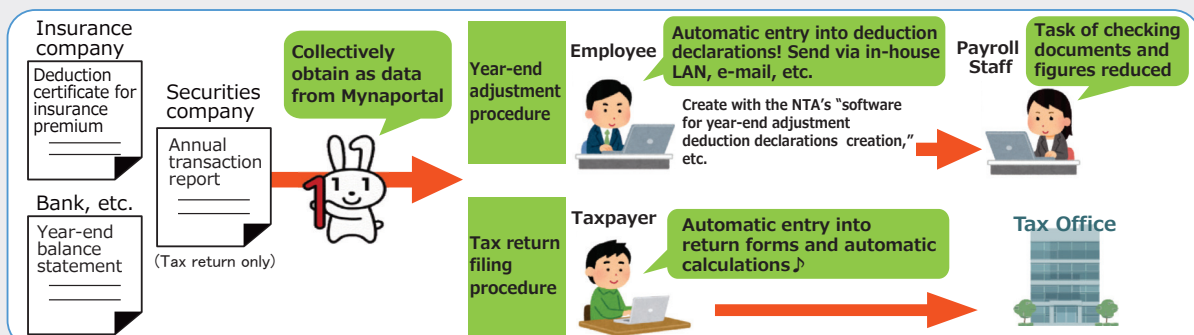 Insurance
company
Deduction
certificate for
insurance
premium
Bank, etc.
Year-end
balance
statement
Securities
company
Annual
transaction
report
(Tax return only)
Collectively
obtain as data
from Mynaportal
1
Year-end
adjustment
procedure
Employee
Automatic entry into deduction
declarations! Send via in-house
LAN, e-mail, etc.
Create with the NTA's “software
for year-end adjustment
deduction declarations creation,”
etc.
Payroll
Staff
Task of checking
documents and
figures reduced
Tax return
filing
procedure
Taxpayer
Automatic entry into
return forms and automatic
calculations♪
Tax Office